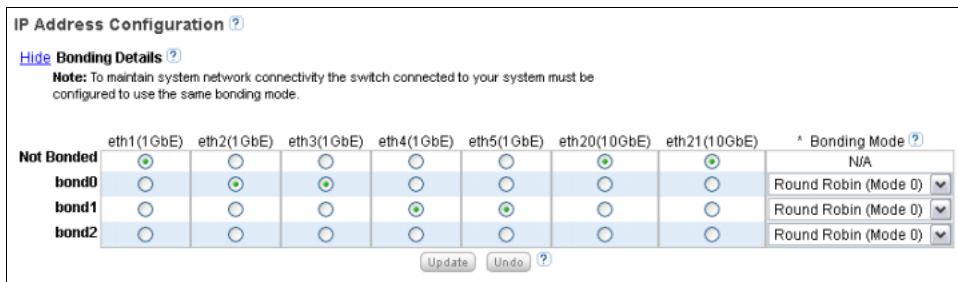 IP Address Configuration ?
Hide Bonding Details ?
Note: To maintain system network connectivity the switch connected to your system must be
configured to use the same bonding mode.
eth1(1GbE) eth2(1GbE) eth3(1GbE) eth4(1GbE) eth5(1GbE) eth20(10GbE) eth21(10GbE) * Bonding Mode ?
Not Bonded N/A
bond0 Round Robin (Mode 0)
bond1 Round Robin (Mode 0)
bond2 Round Robin (Mode 0)
Update Undo ?